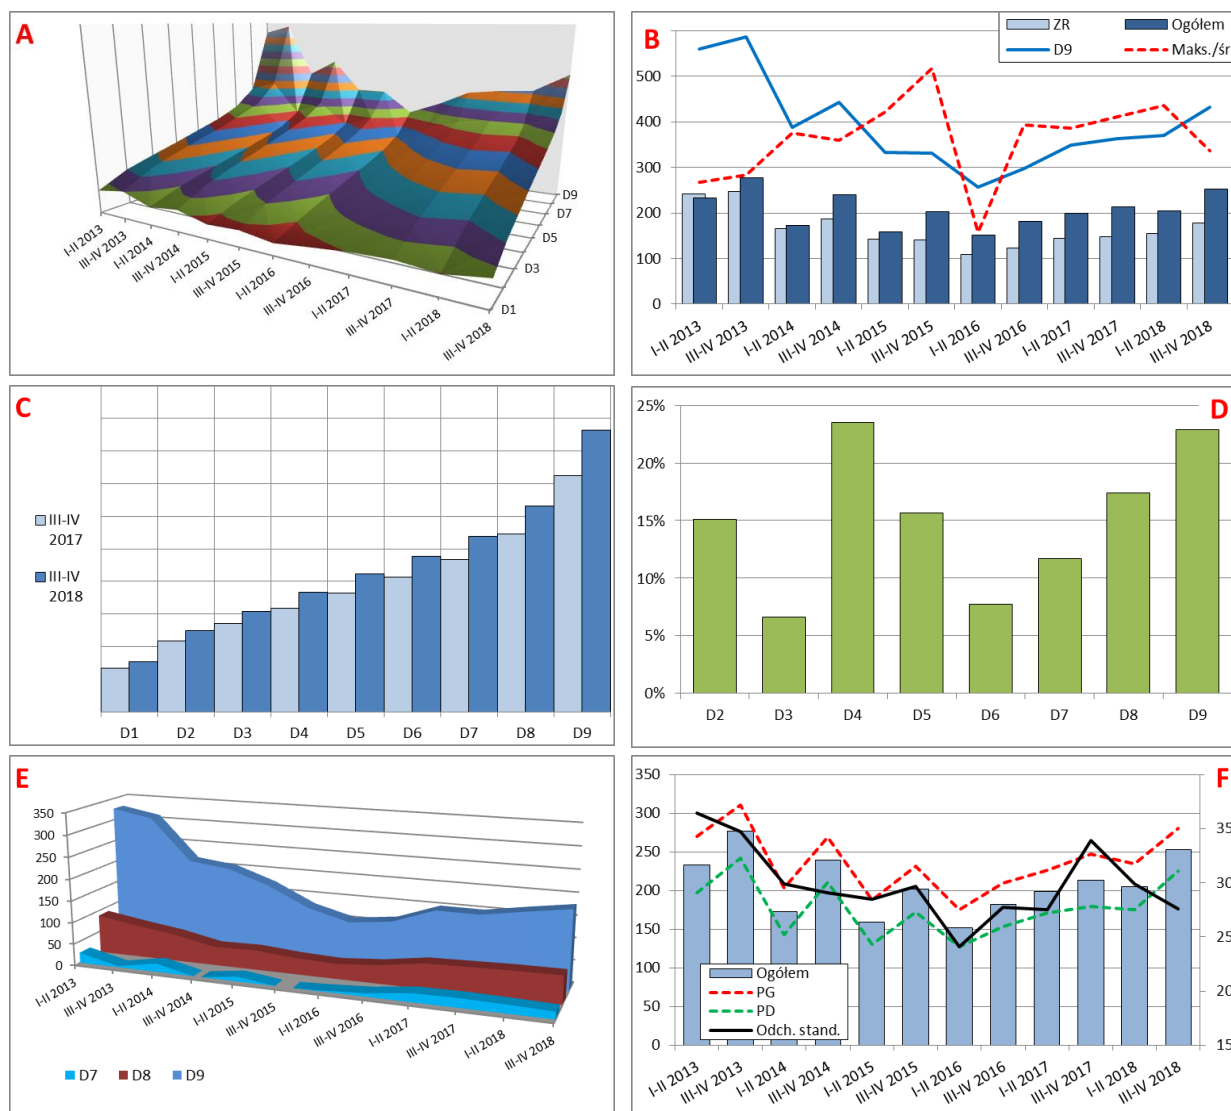 A
I-II 2013
III-IV 2013
I-II 2014
III-IV 2014
I-II 2015
III-IV 2015
I-II 2016
III-IV 2016
I-II 2017
III-IV 2017
I-II 2018
III-IV 2018
D1
D3
D5
D7
D9
B
ZR
Ogółem
D9
Maks./śr
500
400
300
200
100
0
I-II 2013
III-IV 2013
I-II 2014
III-IV 2014
I-II 2015
III-IV 2015
I-II 2016
III-IV 2016
I-II 2017
III-IV 2017
I-II 2018
III-IV 2018
C
III-IV
2017
III-IV
2018
D1 D2 D3 D4 D5 D6 D7 D8 D9
D
25%
20%
15%
10%
5%
0%
D2 D3 D4 D5 D6 D7 D8 D9
E
350
300
250
200
150
100
50
0
I-II 2013
III-IV 2013
I-II 2014
III-IV 2014
I-II 2015
III-IV 2015
I-II 2016
III-IV 2016
I-II 2017
III-IV 2017
I-II 2018
III-IV 2018
D7 D8 D9
F
350
300
250
200
150
100
50
0
35
30
25
20
15
Ogółem
PG
PD
Odch. stand.
I-II 2013
III-IV 2013
I-II 2014
III-IV 2014
I-II 2015
III-IV 2015
I-II 2016
III-IV 2016
I-II 2017
III-IV 2017
I-II 2018
III-IV 2018